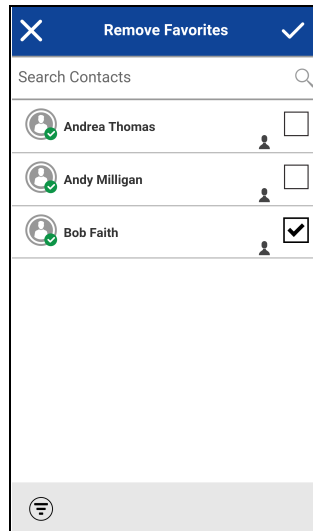 Remove Favorites
Search Contacts
Andrea Thomas
Andy Milligan
Bob Faith